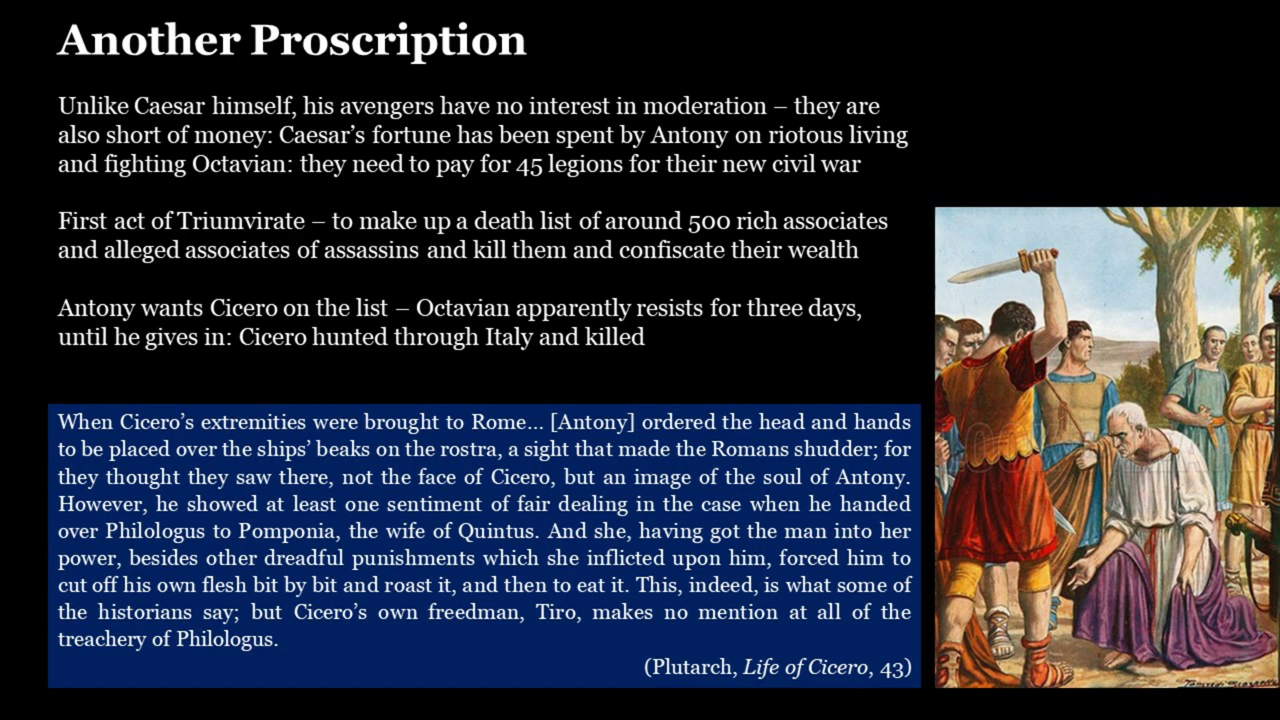 Another Proscription
Unlike Caesar himself, his avengers have no interest in moderation – they are
also short of money: Caesar’s fortune has been spent by Antony on riotous living
and fighting Octavian: they need to pay for 45 legions for their new civil war
First act of Triumvirate – to make up a death list of around 500 rich associates
and alleged associates of assassins and kill them and confiscate their wealth
Antony wants Cicero on the list – Octavian apparently resists for three days,
until he gives in: Cicero hunted through Italy and killed
When Cicero’s extremities were brought to Rome... [Antony] ordered the head and hands
to be placed over the ships’ beaks on the rostra, a sight that made the Romans shudder; for
they thought they saw there, not the face of Cicero, but an image of the soul of Antony.
However, he showed at least one sentiment of fair dealing in the case when he handed
over Philologus to Pomponia, the wife of Quintus. And she, having got the man into her
power, besides other dreadful punishments which she inflicted upon him, forced him to
cut off his own flesh bit by bit and roast it, and then to eat it. This, indeed, is what some of
the historians say; but Cicero’s own freedman, Tiro, makes no mention at all of the
treachery of Philologus.
(Plutarch, Life of Cicero, 43)